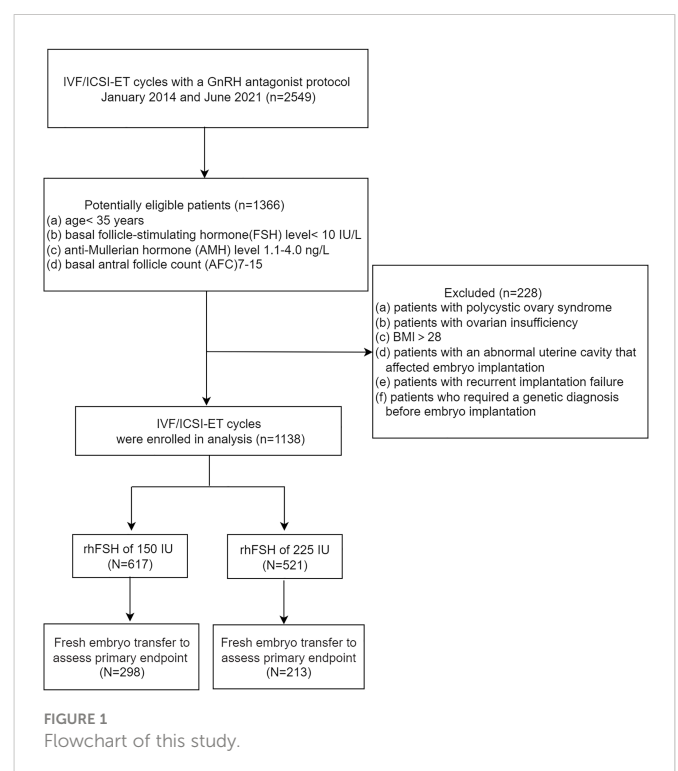 IVF/ICSI-ET cycles with a GnRH antagonist protocol
January 2014 and June 2021 (n=2549)
Potentially eligible patients (n=1366)
(a) age< 35 years
(b) basal follicle-stimulating hormone(FSH) level< 10 IU/L
(c) anti-Mullerian hormone (AMH) level 1.1-4.0 ng/L
(d) basal antral follicle count (AFC)7-15
Excluded (n=228)
(a) patients with polycystic ovary syndrome
(b) patients with ovarian insufficiency
(c) BMI > 28
(d) patients with an abnormal uterine cavity that
affected embryo implantation
(e) patients with recurrent implantation failure
(f) patients who required a genetic diagnosis
before embryo implantation
IVF/ICSI-ET cycles
were enrolled in analysis (n=1138)
rhFSH of 150 IU
(N=617)
rhFSH of 225 IU
(N=521)
Fresh embryo transfer to
assess primary endpoint
(N=298)
Fresh embryo transfer to
assess primary endpoint
(N=213)
FIGURE 1
Flowchart of this study.